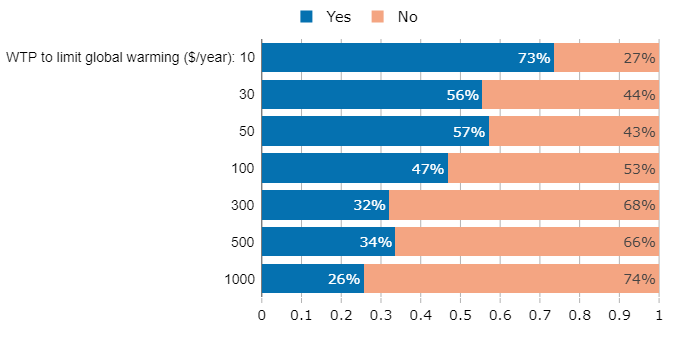 Yes No
WTP to limit global warming ($/year): 10 73% 27%
30 56% 44%
50 57% 43%
100 47% 53%
300 32% 68%
500 34% 66%
1000 26% 74%
0 0.1 0.2 0.3 0.4 0.5 0.6 0.7 0.8 0.9 1